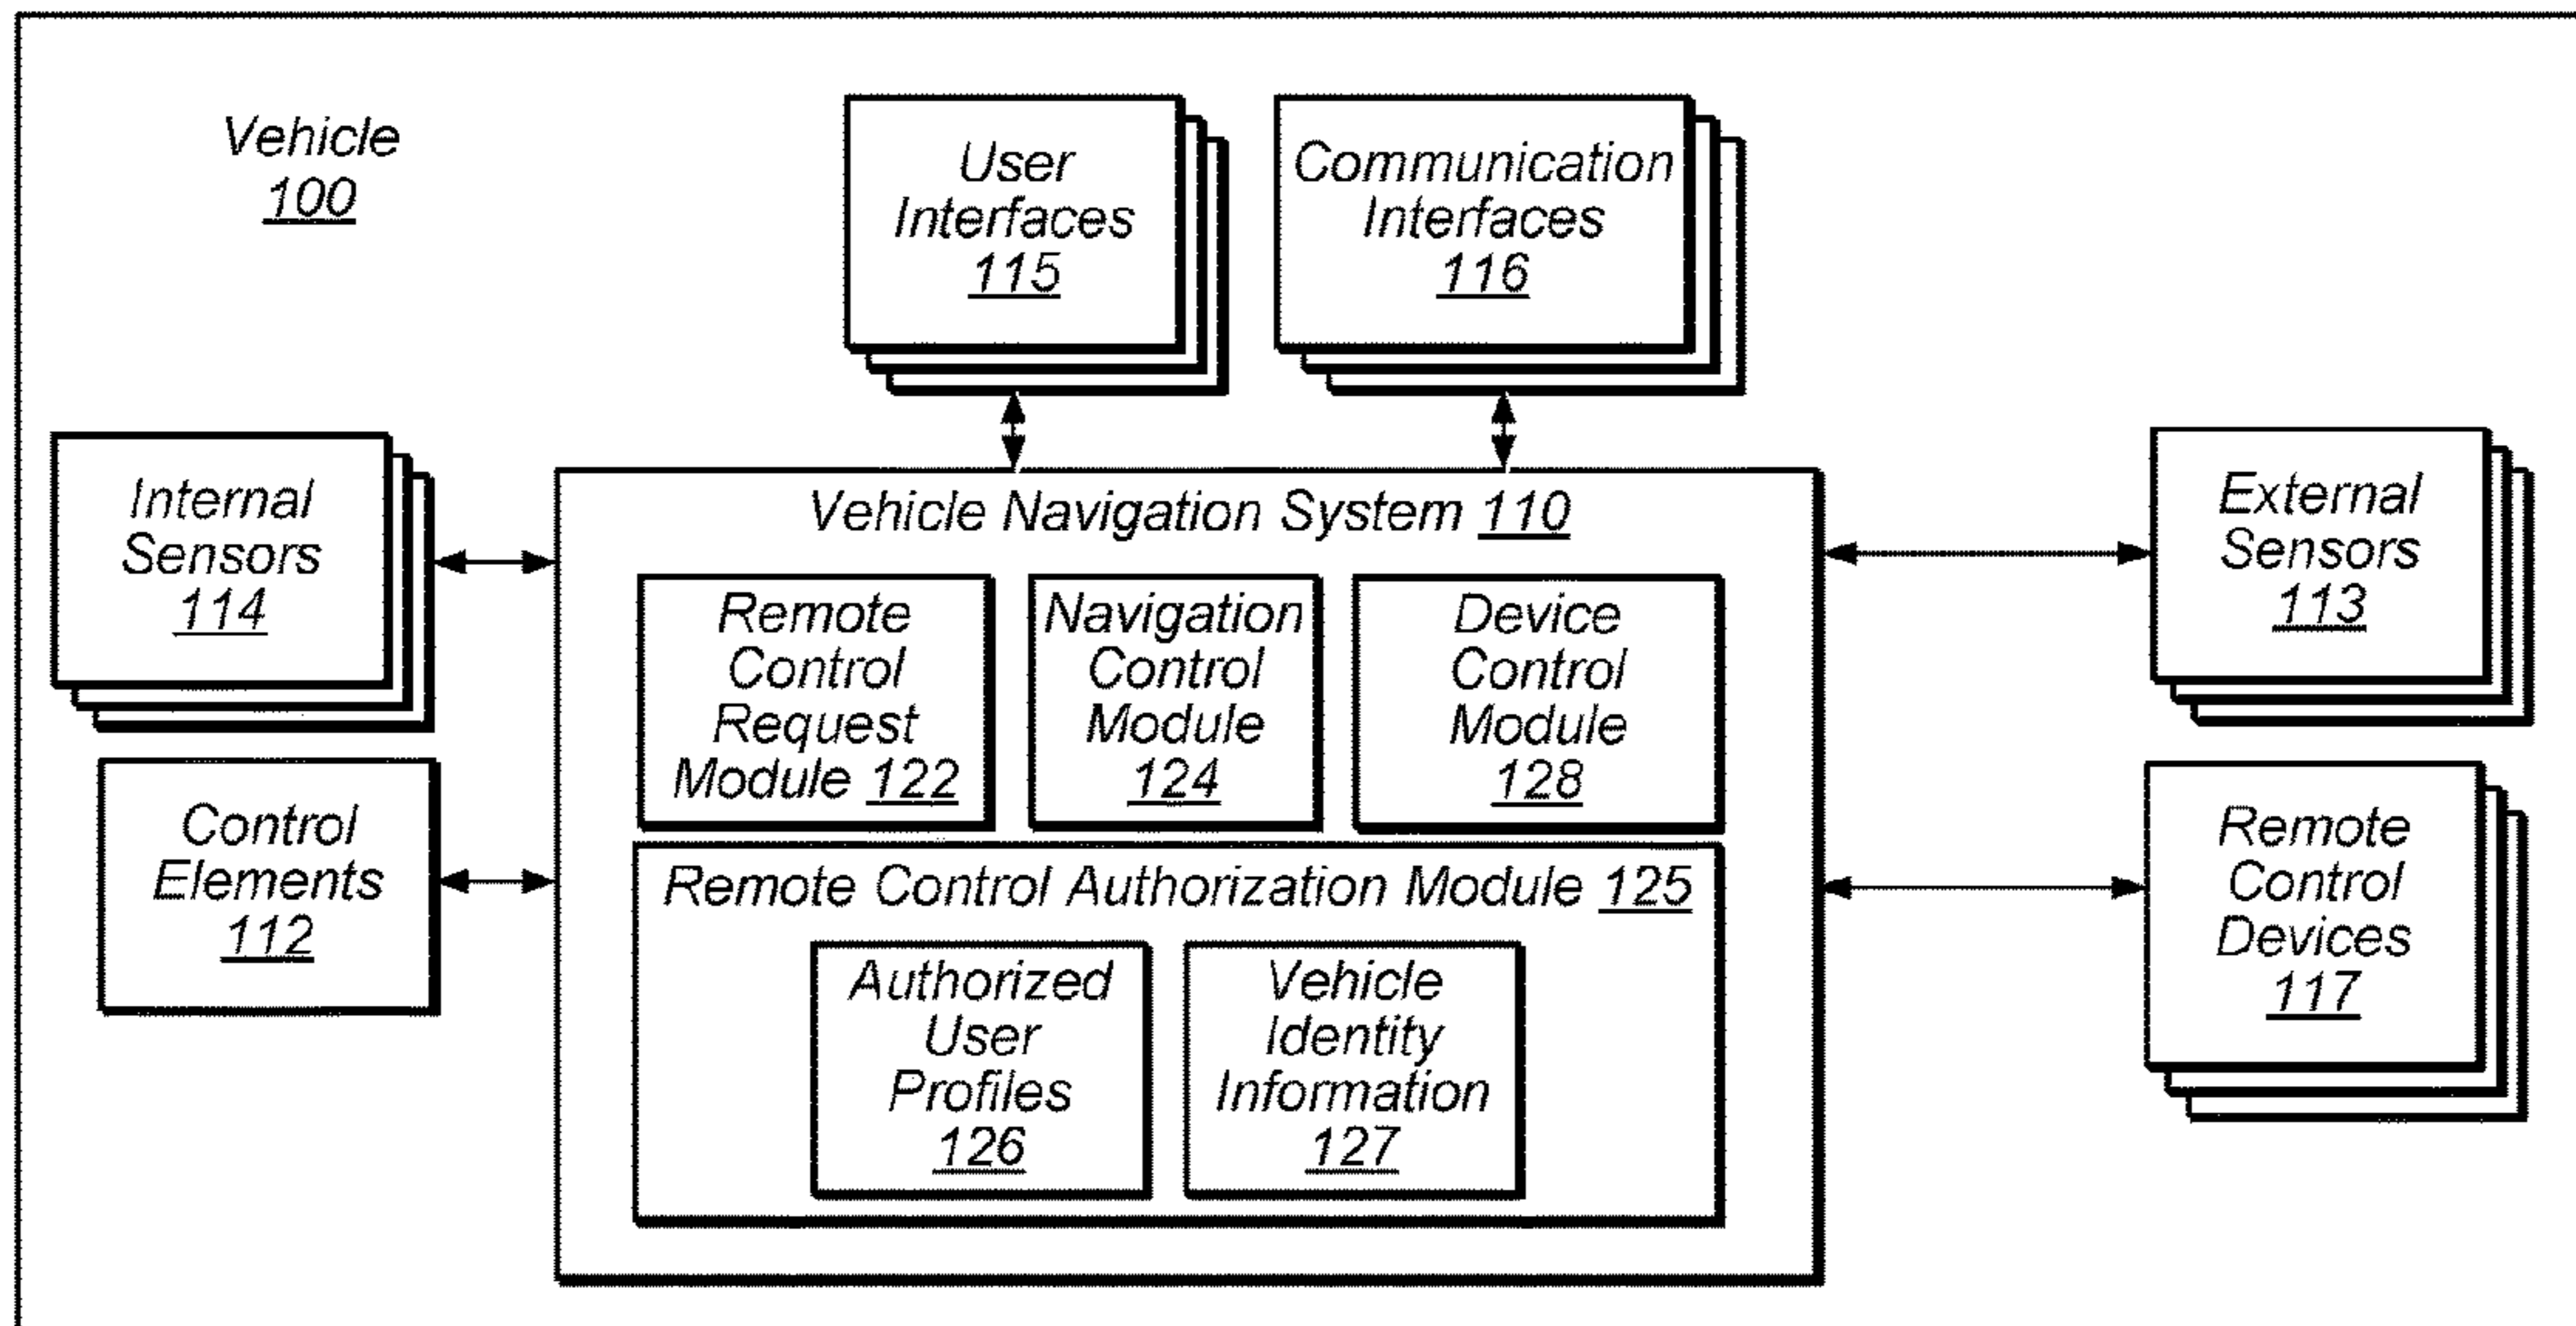 Vehicle
100
User
Interfaces
115
Communication
Interfaces
116
Internal
Sensors
114
Control
Elements
112
Vehicle Navigation System 110
Remote
Control
Request
Module 122
Navigation
Control
Module
124
Device
Control
Module
128
Remote Control Authorization Module 125
Authorized
User
Profiles
126
Vehicle
Identity
Information
127
External
Sensors
113
Remote
Control
Devices
117